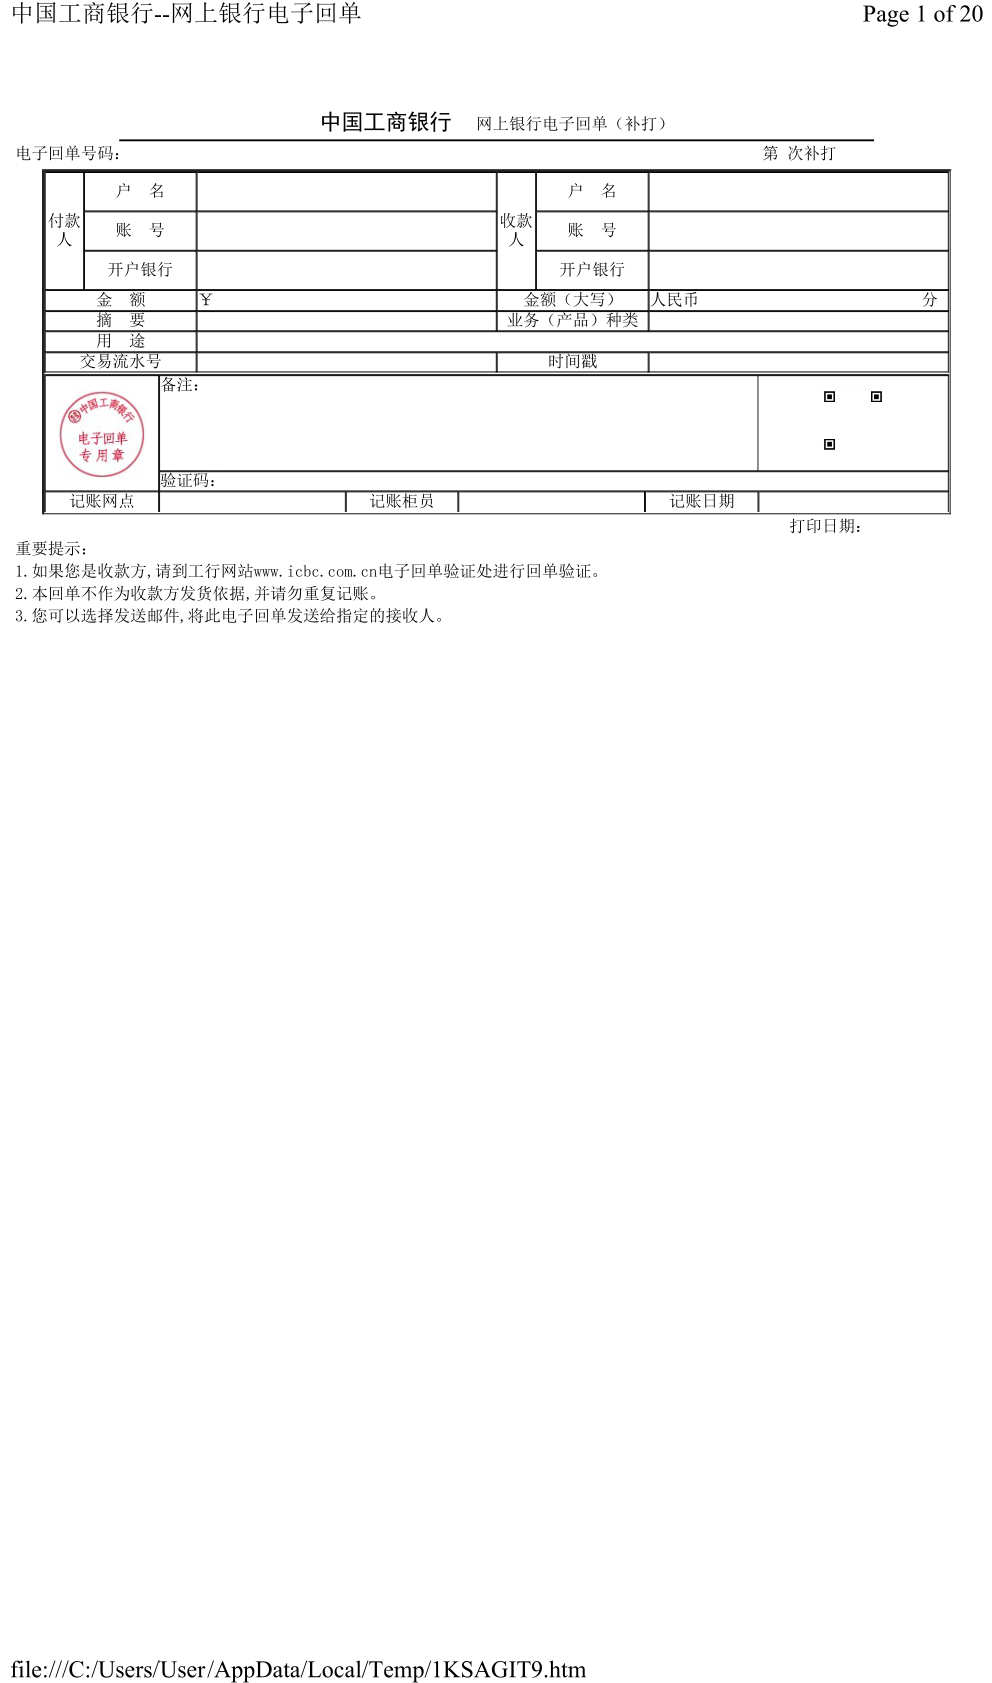 中国工商银行--网上银行电子回单 Page 1 of 20
中国工商银行 网上银行电子回单（补打）
电子回单号码： 第 次补打
付款人 户 名 收款人 户 名
账 号 账 号
开户银行 开户银行
金 额 ¥ 金额（大写） 人民币 分
摘 要 业务（产品）种类
用 途
交易流水号 时间戳
备注：
中国工商银行
电子回单
专用章
验证码：
记账网点 记账柜员 记账日期
打印日期：
重要提示：
1.如果您是收款方,请到工行网站www.icbc.com.cn电子回单验证处进行回单验证。
2.本回单不作为收款方发货依据,并请勿重复记账。
3.您可以选择发送邮件,将此电子回单发送给指定的接收人。
file:///C:/Users/User/AppData/Local/Temp/1KSAGIT9.htm